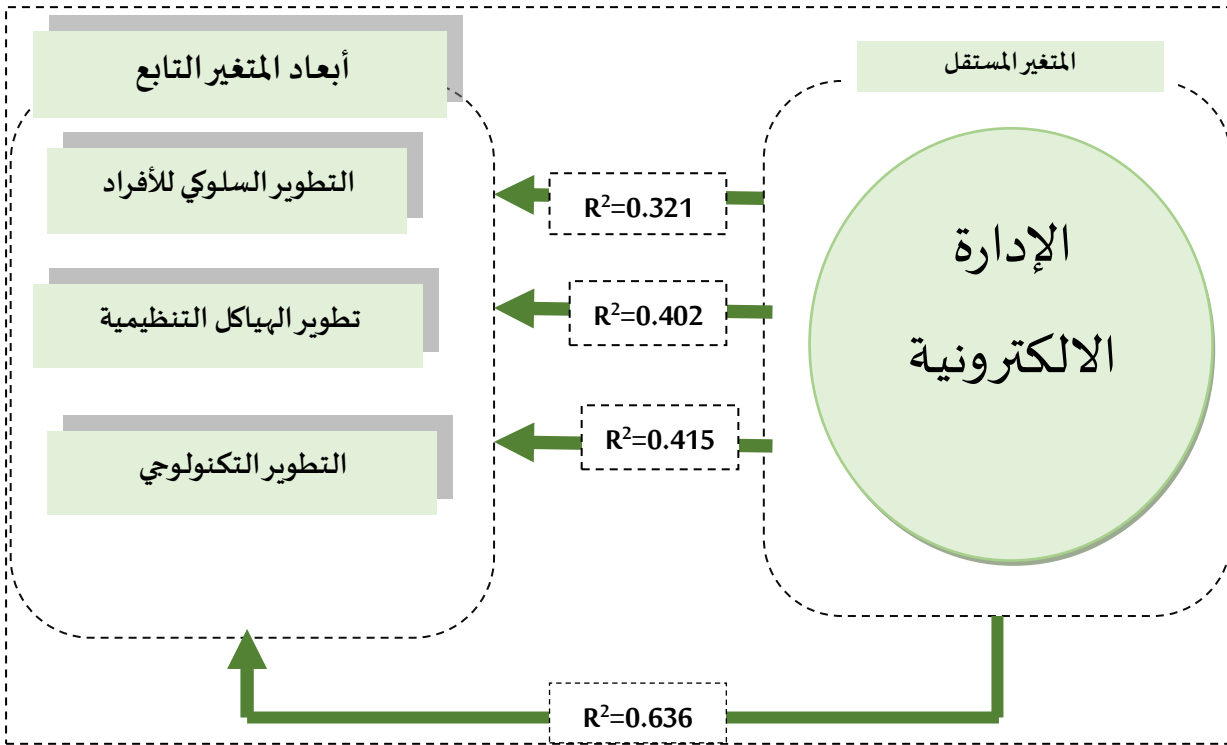 المتغير المستقل
الإدارة
الالكترونية
أبعاد المتغير التابع
التطوير السلوكي للأفراد
R²=0.321
تطوير الهياكل التنظيمية
R²=0.402
التطوير التكنولوجي
R²=0.415
R²=0.636